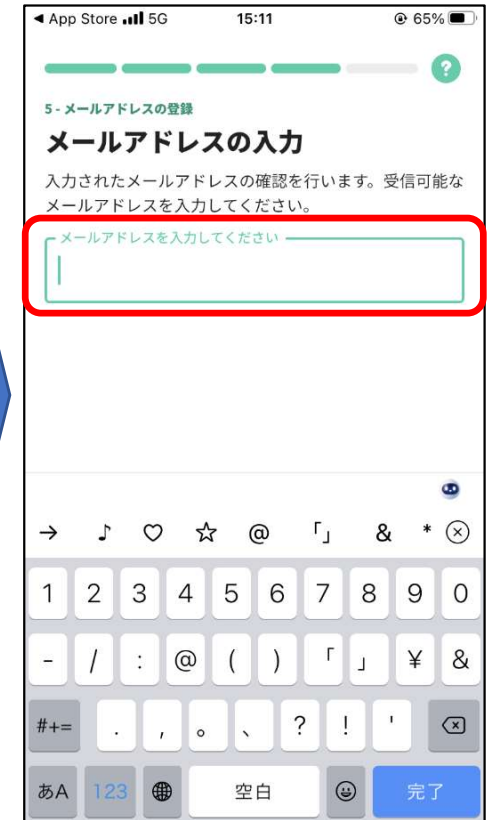 ◀ App Store 5G 15:11 65%
?
5 - メールアドレスの登録
メールアドレスの入力
入力されたメールアドレスの確認を行います。受信可能な
メールアドレスを入力してください。
メールアドレスを入力してください
→ ♪ ♡ ☆ @ 「」 & *
1 2 3 4 5 6 7 8 9 0
- / : @ ( ) 「 」 ¥ &
#+= . , 。 、 ? ! '
あA 123 空白 完了